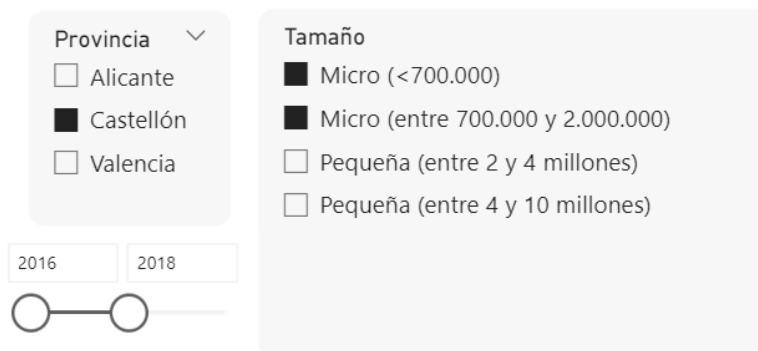 Provincia
Alicante
Castellón
Valencia
2016
2018
Tamaño
Micro (<700.000)
Micro (entre 700.000 y 2.000.000)
Pequeña (entre 2 y 4 millones)
Pequeña (entre 4 y 10 millones)